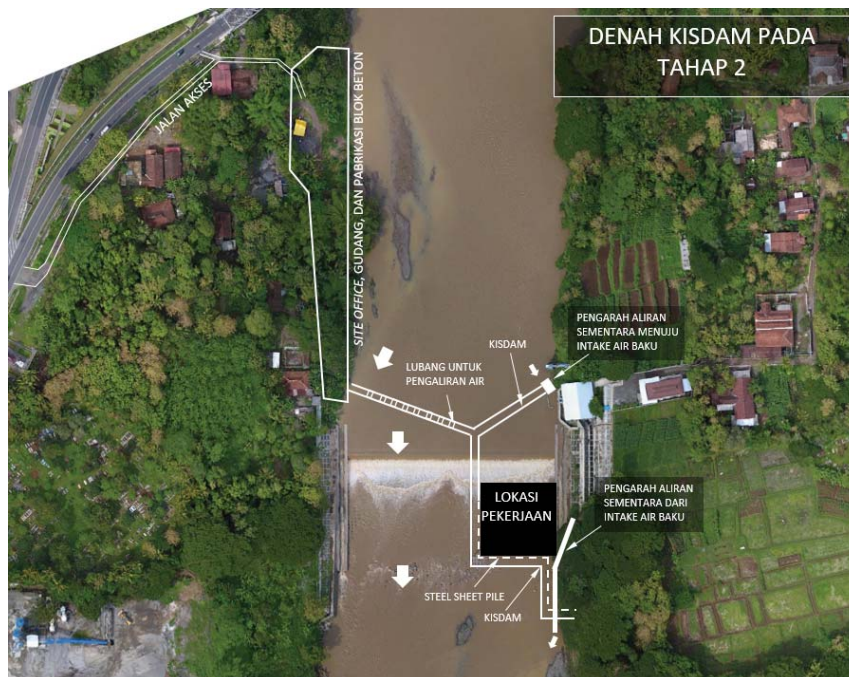 DENAH KISDAM PADA
TAHAP 2
JALAN AKSES
SITE OFFICE, GUDANG, DAN PABRIKASI BLOK BETON
PENGARAH ALIRAN
SEMENTARA MENUJU
INTAKE AIR BAKU
KISDAM
LUBANG UNTUK
PENGALIRAN AIR
LOKASI
PEKERJAAN
PENGARAH ALIRAN
SEMENTARA DARI
INTAKE AIR BAKU
STEEL SHEET PILE
KISDAM